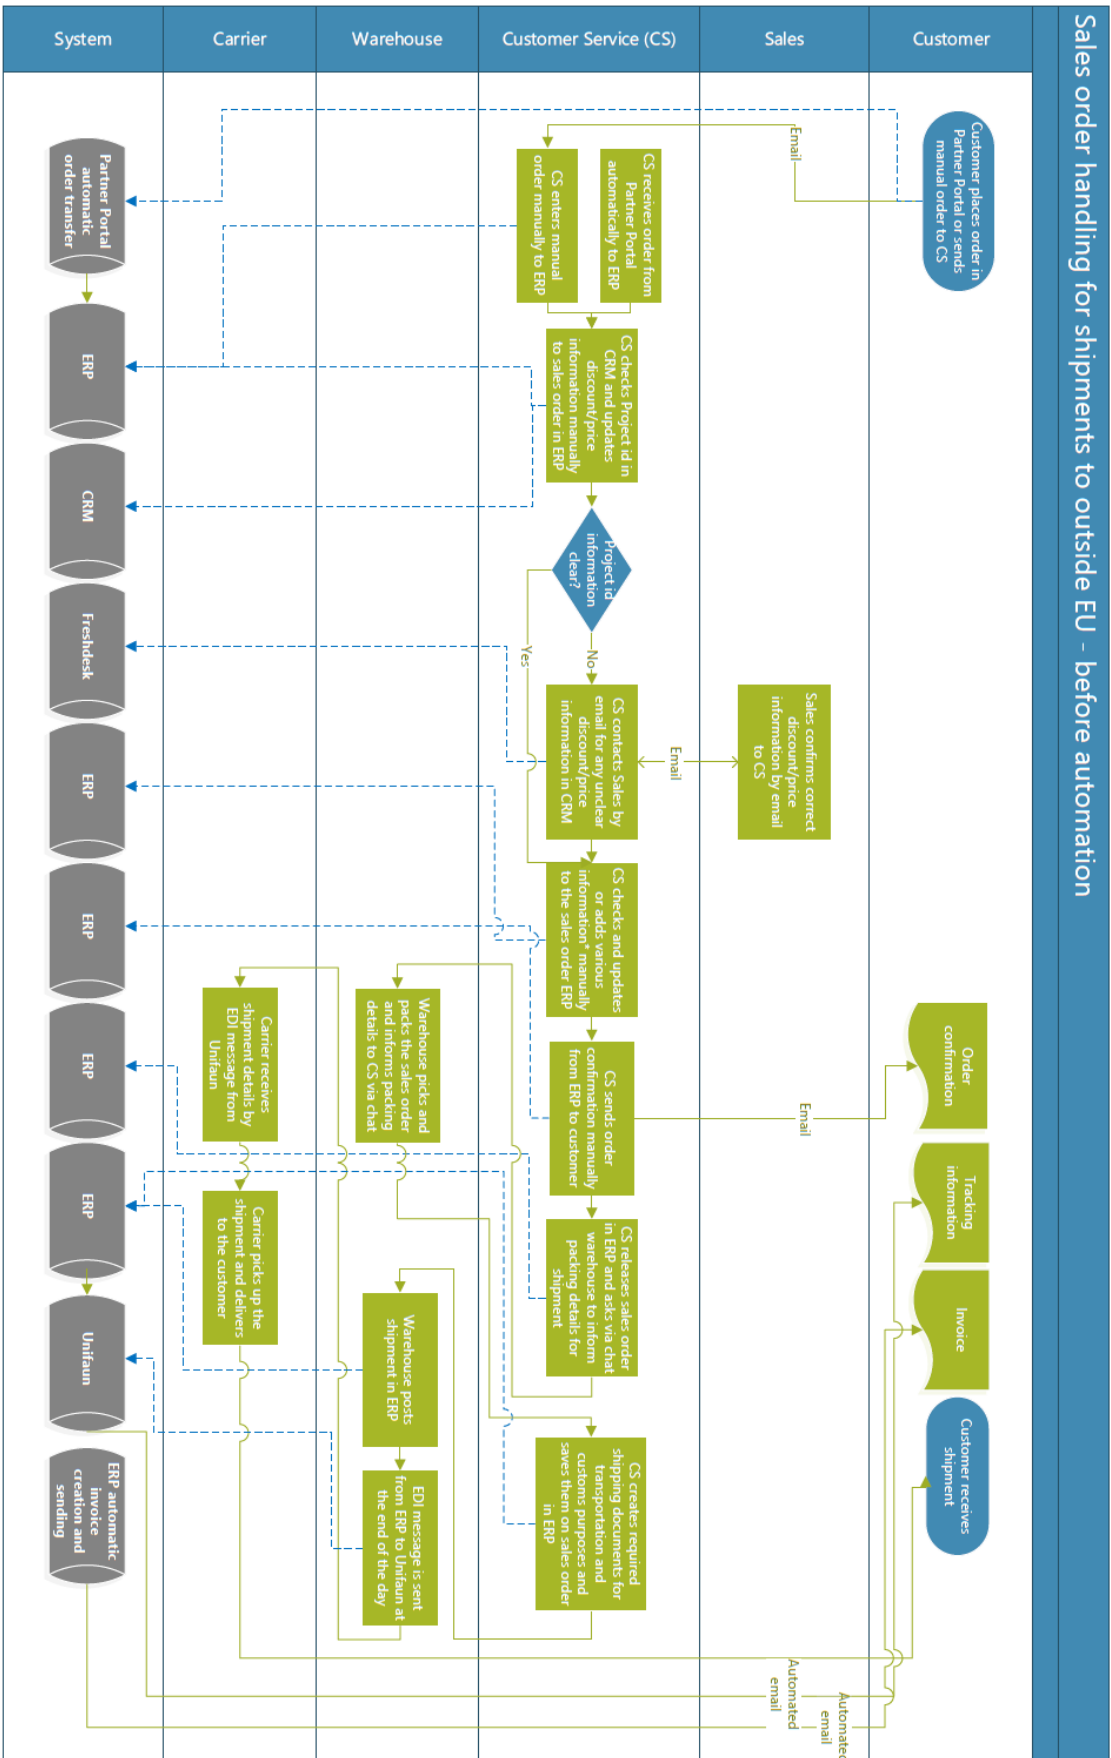 Sales order handling for shipments to outside EU - before automation
Customer
Sales
Customer Service (CS)
Warehouse
Carrier
System
Customer places order in
Partner Portal or sends
manual order to CS
Order
confirmation
Tracking
information
Invoice
Customer receives
shipment
Email
Sales confirms correct
discount/price
information by email
to CS
Email
Email
Automated
email
Automated
email
CS receives order from
Partner Portal
automatically to ERP
CS enters manual
order manually to ERP
CS checks Project id in
CRM and updates
discount/price
information manually
to sales order in ERP
Project id
information
clear?
No
Yes
CS contacts Sales by
email for any unclear
discount/price
information in CRM
CS checks and updates
or adds various
information* manually
to the sales order ERP
CS sends order
confirmation manually
from ERP to customer
CS releases sales order
in ERP and asks via chat
warehouse to inform
packing details for
shipment
CS creates required
shipping documents for
transportation and
customs purposes and
saves them on sales order
in ERP
Warehouse picks and
packs the sales order
and informs packing
details to CS via chat
Warehouse posts
shipment in ERP
EDI message is sent
from ERP to Unifaun at
the end of the day
Carrier receives
shipment details by
EDI message from
Unifaun
Carrier picks up the
shipment and delivers
to the customer
Partner Portal
automatic
order transfer
ERP
CRM
Freshdesk
ERP
ERP
ERP
ERP
Unifaun
ERP automatic
invoice
creation and
sending